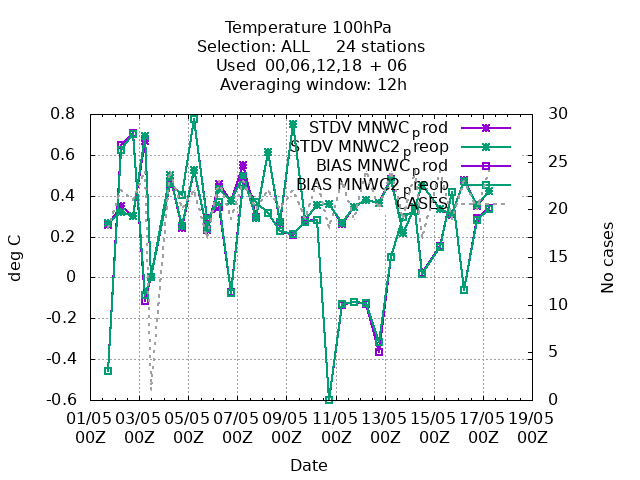 Temperature 100hPa
Selection: ALL 24 stations
Used 00,06,12,18 + 06
Averaging window: 12h
0.8
0.6
0.4
0.2
0
-0.2
-0.4
-0.6
deg C
30
25
20
15
10
5
0
No cases
STDV MNWCprod
STDV MNWC2preop
BIAS MNWCprod
BIAS MNWC2preop
CASES
01/05 03/05 05/05 07/05 09/05 11/05 13/05 15/05 17/05 19/05
00Z 00Z 00Z 00Z 00Z 00Z 00Z 00Z 00Z 00Z
Date